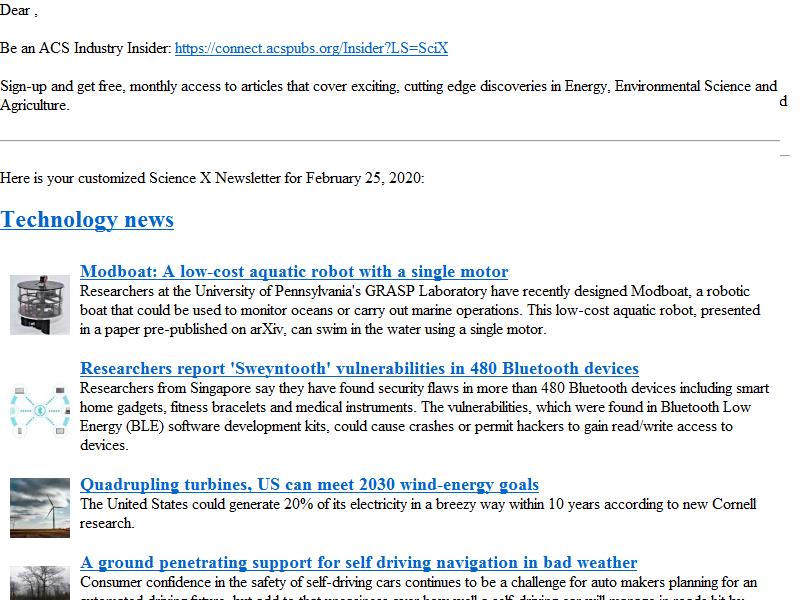 Dear ,
Be an ACS Industry Insider: https://connect.acspubs.org/Insider?LS=SciX
Sign-up and get free, monthly access to articles that cover exciting, cutting edge discoveries in Energy, Environmental Science and
d
Agriculture.
Here is your customized Science X Newsletter for February 25, 2020:
Technology news
Modboat: A low-cost aquatic robot with a single motor
Researchers at the University of Pennsylvania's GRASP Laboratory have recently designed Modboat, a robotic
boat that could be used to monitor oceans or carry out marine operations. This low-cost aquatic robot, presented
in a paper pre-published on arXiv, can swim in the water using a single motor.
Researchers report 'Sweyntooth' vulnerabilities in 480 Bluetooth devices
Researchers from Singapore say they have found security flaws in more than 480 Bluetooth devices including smart
home gadgets, fitness bracelets and medical instruments. The vulnerabilities, which were found in Bluetooth Low
Energy (BLE) software development kits, could cause crashes or permit hackers to gain read/write access to
devices.
Quadrupling turbines, US can meet 2030 wind-energy goals
The United States could generate 20% of its electricity in a breezy way within 10 years according to new Cornell
research.
A ground penetrating support for self driving navigation in bad weather
Consumer confidence in the safety of self-driving cars continues to be a challenge for auto makers planning for an